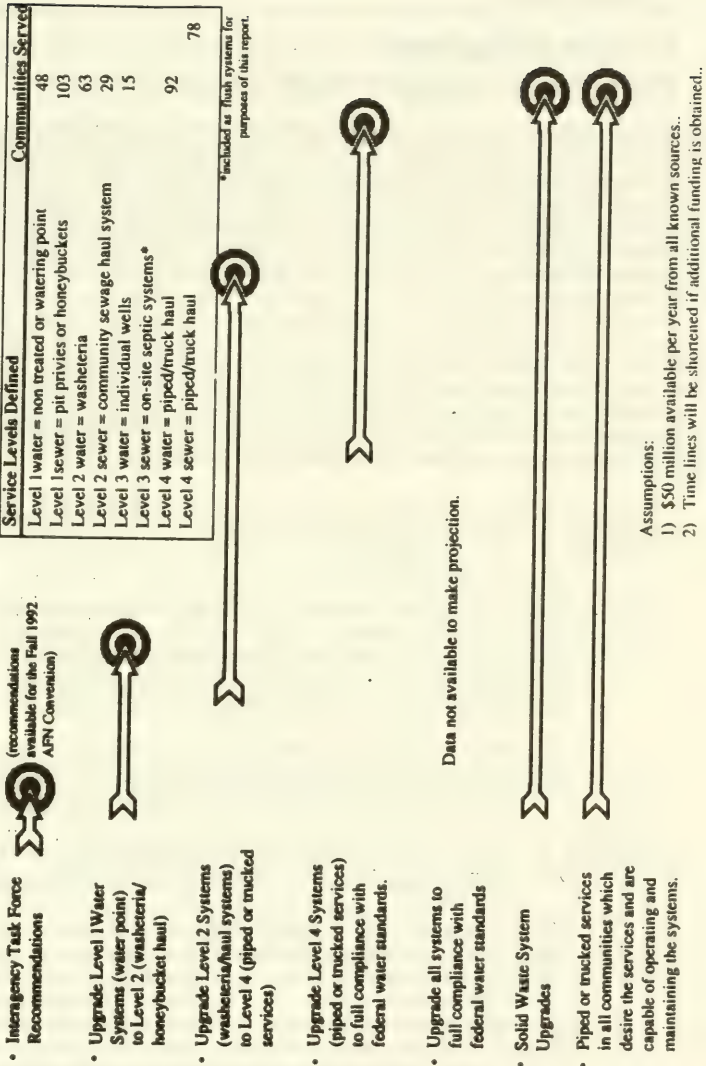 Service Levels Defined Communities Served
Level 1 water = non treated or watering point 48
Level 1sewer = pit privies or honeybuckets 103
Level 2 water = washeteria 63
Level 2 sewer = community sewage haul system 29
Level 3 water = individual wells 15
Level 3 sewer = on-site septic systems*
Level 4 water = piped/truck haul 92
Level 4 sewer = piped/truck haul 78
*included as flush systems for
purposes of this report.
• Interagency Task Force
Recommendations
(recommendations
available for the Fall 1992
AFN Convention)
• Upgrade Level 1 Water
Systems (water point)
to Level 2 (washeteria/
honeybucket haul)
• Upgrade Level 2 Systems
(washeteria/haul systems)
to Level 4 (piped or trucked
services)
• Upgrade Level 4 Systems
(piped or trucked services)
to full compliance with
federal water standards.
• Upgrade all systems to
full compliance with
federal water standards
Data not available to make projection.
• Solid Waste System
Upgrades
• Piped or trucked services
in all communities which
desire the services and are
capable of operating and
maintaining the systems.
Assumptions:
1) $50 million available per year from all known sources..
2) Time lines will be shortened if additional funding is obtained..